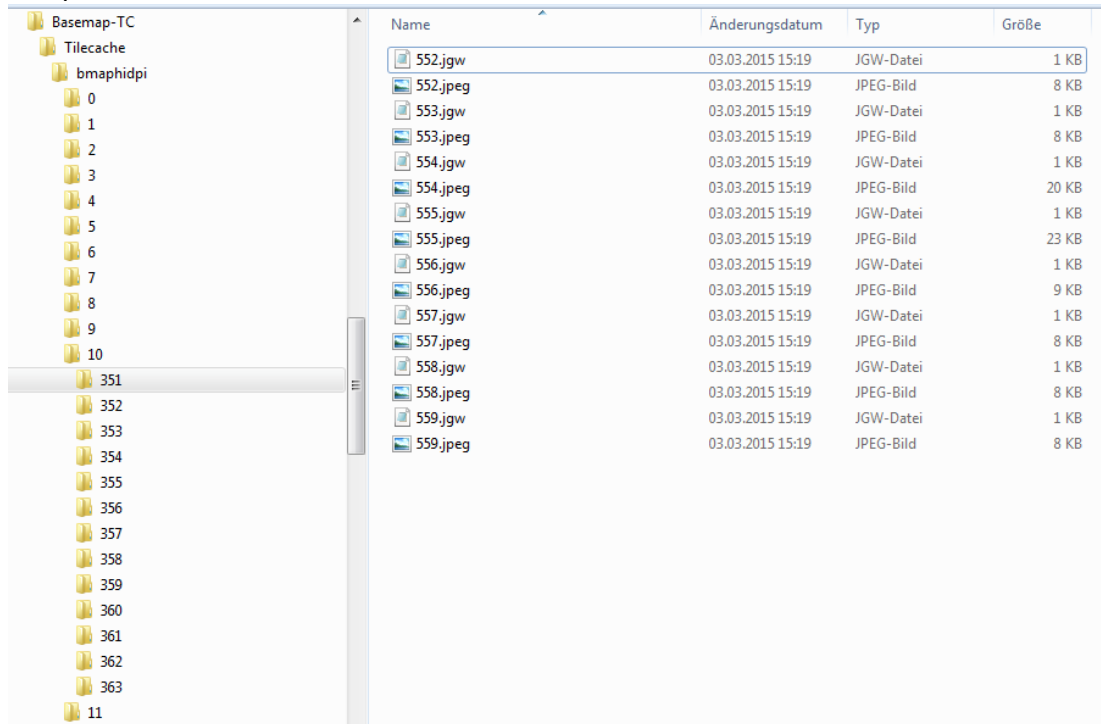 Basemap-TC
Tilecache
bmaphidpi
0
1
2
3
4
5
6
7
8
9
10
351
352
353
354
355
356
357
358
359
360
361
362
363
11
Name Änderungsdatum Typ Größe
552.jgw 03.03.2015 15:19 JGW-Datei 1 KB
552.jpeg 03.03.2015 15:19 JPEG-Bild 8 KB
553.jgw 03.03.2015 15:19 JGW-Datei 1 KB
553.jpeg 03.03.2015 15:19 JPEG-Bild 8 KB
554.jgw 03.03.2015 15:19 JGW-Datei 1 KB
554.jpeg 03.03.2015 15:19 JPEG-Bild 20 KB
555.jgw 03.03.2015 15:19 JGW-Datei 1 KB
555.jpeg 03.03.2015 15:19 JPEG-Bild 23 KB
556.jgw 03.03.2015 15:19 JGW-Datei 1 KB
556.jpeg 03.03.2015 15:19 JPEG-Bild 9 KB
557.jgw 03.03.2015 15:19 JGW-Datei 1 KB
557.jpeg 03.03.2015 15:19 JPEG-Bild 8 KB
558.jgw 03.03.2015 15:19 JGW-Datei 1 KB
558.jpeg 03.03.2015 15:19 JPEG-Bild 8 KB
559.jgw 03.03.2015 15:19 JGW-Datei 1 KB
559.jpeg 03.03.2015 15:19 JPEG-Bild 8 KB